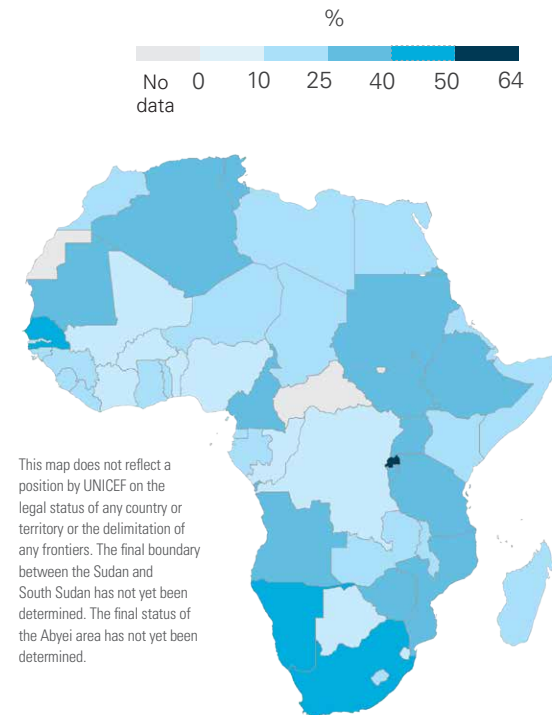 %
No data 0 10 25 40 50 64
This map does not reflect a
position by UNICEF on the
legal status of any country or
territory or the delimitation of
any frontiers. The final boundary
between the Sudan and
South Sudan has not yet been
determined. The final status of
the Abyei area has not yet been
determined.